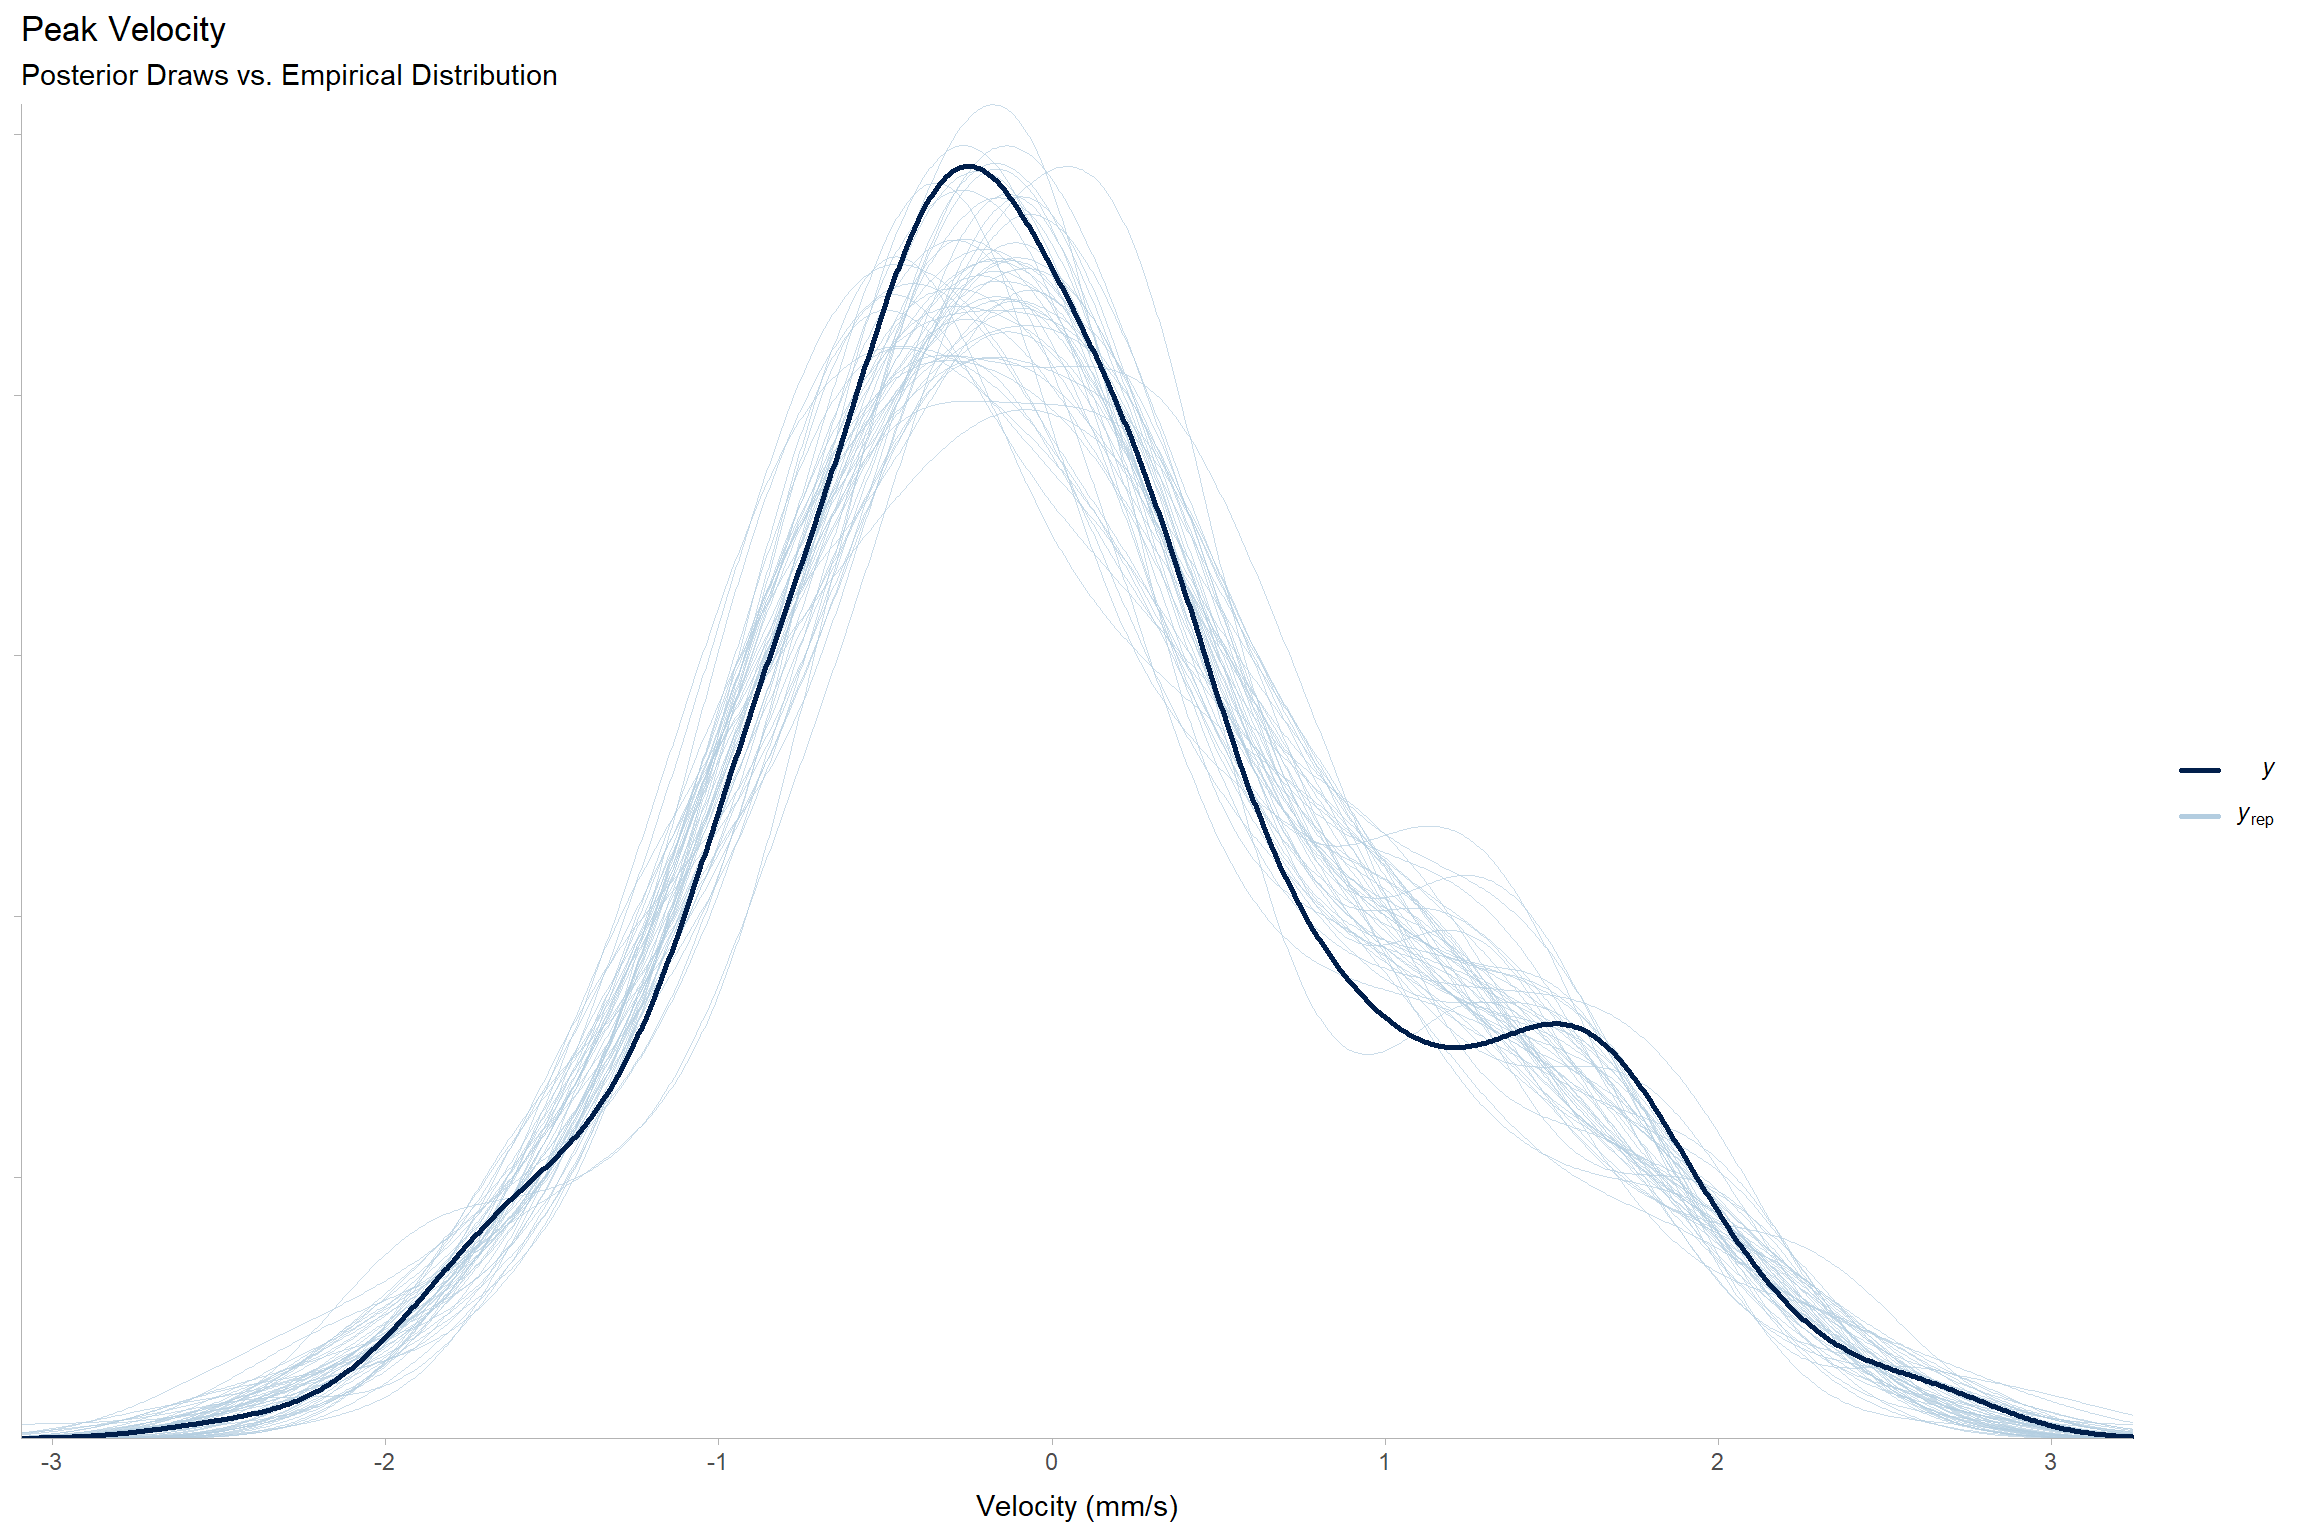 Peak Velocity
Posterior Draws vs. Empirical Distribution
y
yrep
-3 -2 -1 0 1 2 3
Velocity (mm/s)